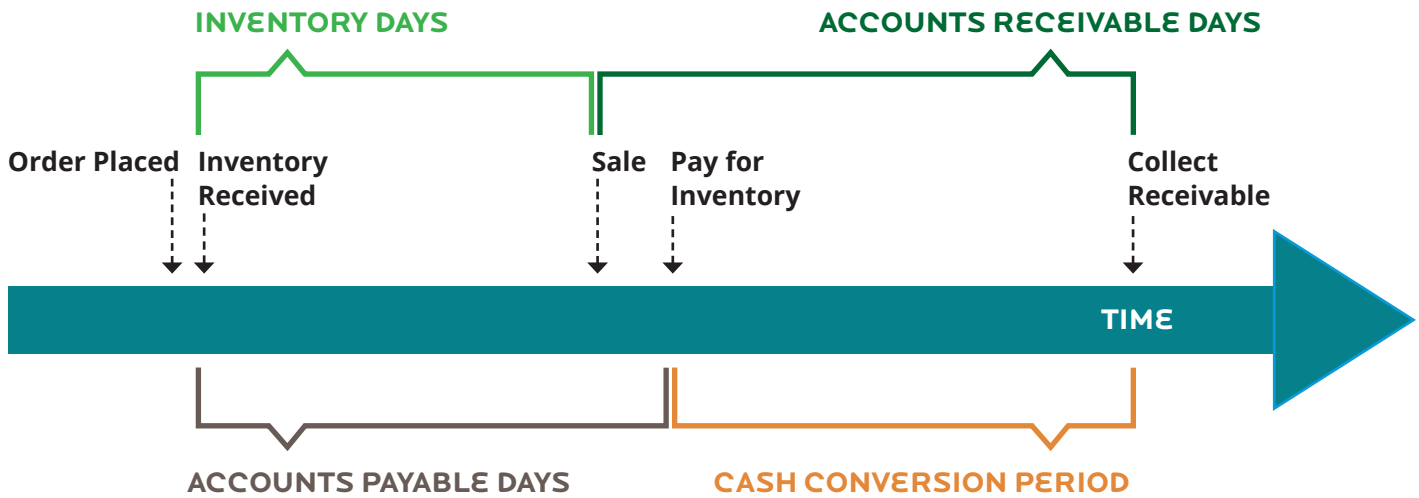 INVENTORY DAYS
ACCOUNTS RECEIVABLE DAYS
Order Placed
Inventory
Received
Sale
Pay for
Inventory
Collect
Receivable
TIME
ACCOUNTS PAYABLE DAYS
CASH CONVERSION PERIOD